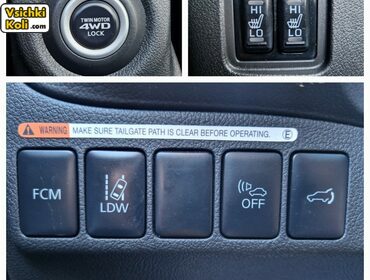 Vsichki
Koli.com
TWIN MOTOR
4WD
LOCK
HI HI
LO LO
WARNING MAKE SURE TAILGATE PATH IS CLEAR BEFORE OPERATING. E
FCM
LDW
OFF